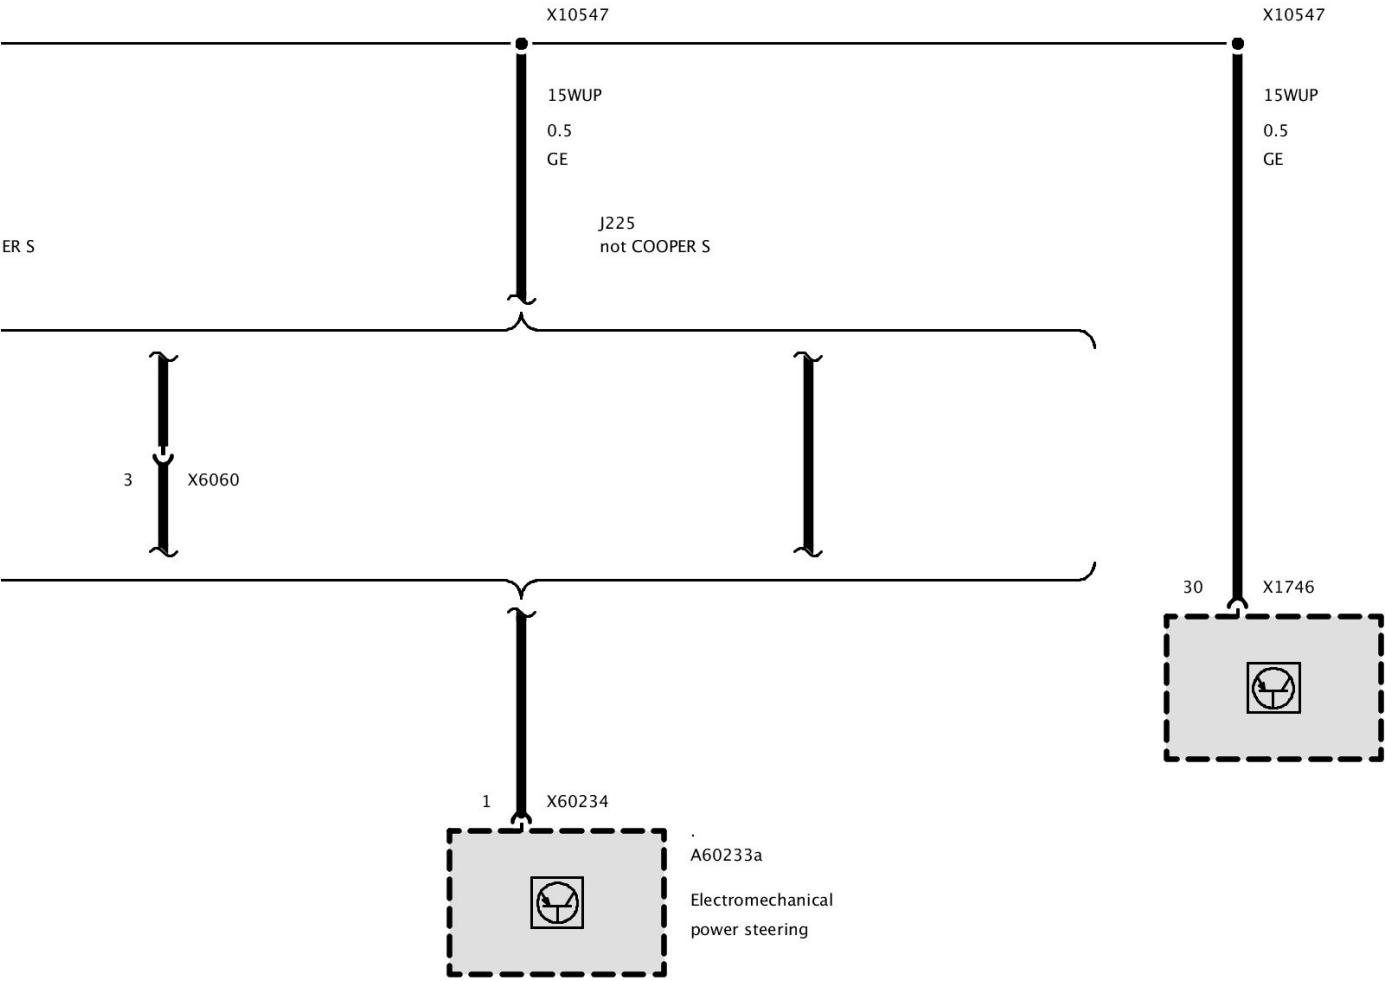 X10547
X10547
15WUP
0.5
GE
15WUP
0.5
GE
J225
not COOPER S
ER S
3
X6060
30
X1746
1
X60234
.
A60233a
Electromechanical
power steering